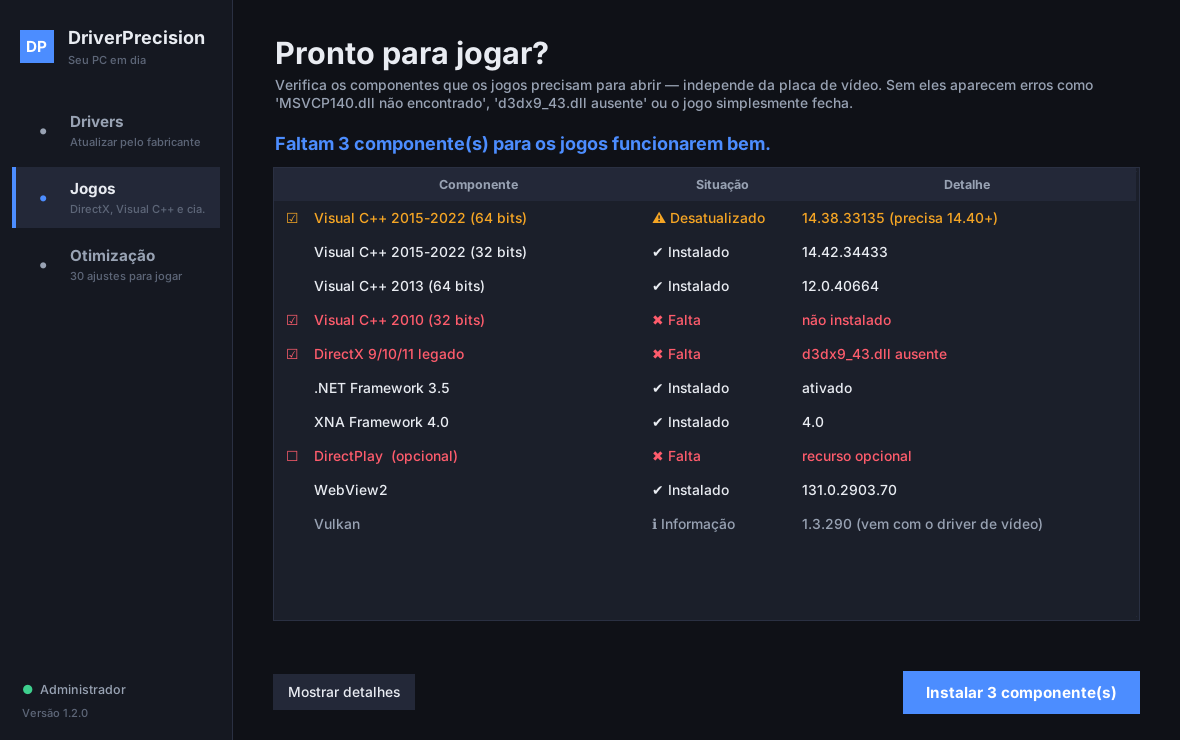 DP
DriverPrecision
Seu PC em dia
Drivers
Atualizar pelo fabricante
Jogos
DirectX, Visual C++ e cia.
Otimização
30 ajustes para jogar
Administrador
Versão 1.2.0
Pronto para jogar?
Verifica os componentes que os jogos precisam para abrir — independe da placa de vídeo. Sem eles aparecem erros como
'MSVCP140.dll não encontrado', 'd3dx9_43.dll ausente' ou o jogo simplesmente fecha.
Faltam 3 componente(s) para os jogos funcionarem bem.
Componente Situação Detalhe
☑ Visual C++ 2015-2022 (64 bits) ⚠ Desatualizado 14.38.33135 (precisa 14.40+)
Visual C++ 2015-2022 (32 bits) ✔ Instalado 14.42.34433
Visual C++ 2013 (64 bits) ✔ Instalado 12.0.40664
☑ Visual C++ 2010 (32 bits) ✖ Falta não instalado
☑ DirectX 9/10/11 legado ✖ Falta d3dx9_43.dll ausente
.NET Framework 3.5 ✔ Instalado ativado
XNA Framework 4.0 ✔ Instalado 4.0
☐ DirectPlay (opcional) ✖ Falta recurso opcional
WebView2 ✔ Instalado 131.0.2903.70
Vulkan ℹ Informação 1.3.290 (vem com o driver de vídeo)
Mostrar detalhes
Instalar 3 componente(s)